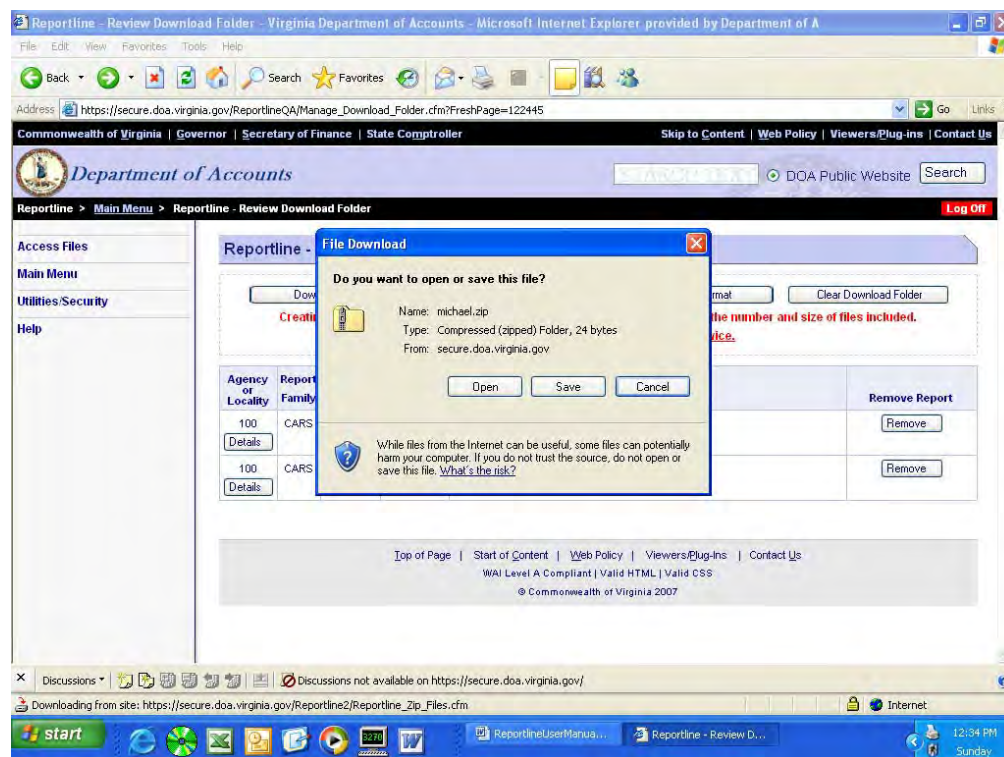 Reportline - Review Download Folder - Virginia Department of Accounts - Microsoft Internet Explorer provided by Department of A
File Edit View Favorites Tools Help
Back Search Favorites
Address https://secure.doa.virginia.gov/ReportlineQA/Manage_Download_Folder.cfm?FreshPage=122445 Go Links
Commonwealth of Virginia | Governor | Secretary of Finance | State Comptroller Skip to Content | Web Policy | Viewers/Plug-ins | Contact Us
Department of Accounts DOA Public Website Search
Reportline > Main Menu > Reportline - Review Download Folder Log Off
Access Files
Main Menu
Utilities/Security
Help
Reportline -
Dow
rmat
Clear Download Folder
Creatin
the number and size of files included.
vice.
File Download
Do you want to open or save this file?
Name: michael.zip
Type: Compressed (zipped) Folder, 24 bytes
From: secure.doa.virginia.gov
Open Save Cancel
While files from the Internet can be useful, some files can potentially
harm your computer. If you do not trust the source, do not open or
save this file. What's the risk?
Agency or Locality Report Family Remove Report
100 CARS Remove
Details
100 CARS Remove
Details
Top of Page | Start of Content | Web Policy | Viewers/Plug-Ins | Contact Us
WAI Level A Compliant | Valid HTML | Valid CSS
© Commonwealth of Virginia 2007
Discussions Discussions not available on https://secure.doa.virginia.gov/
Downloading from site: https://secure.doa.virginia.gov/Reportline2/Reportline_Zip_Files.cfm Internet
start 3270 ReportlineUserManua... Reportline - Review D... 12:34 PM
Sunday